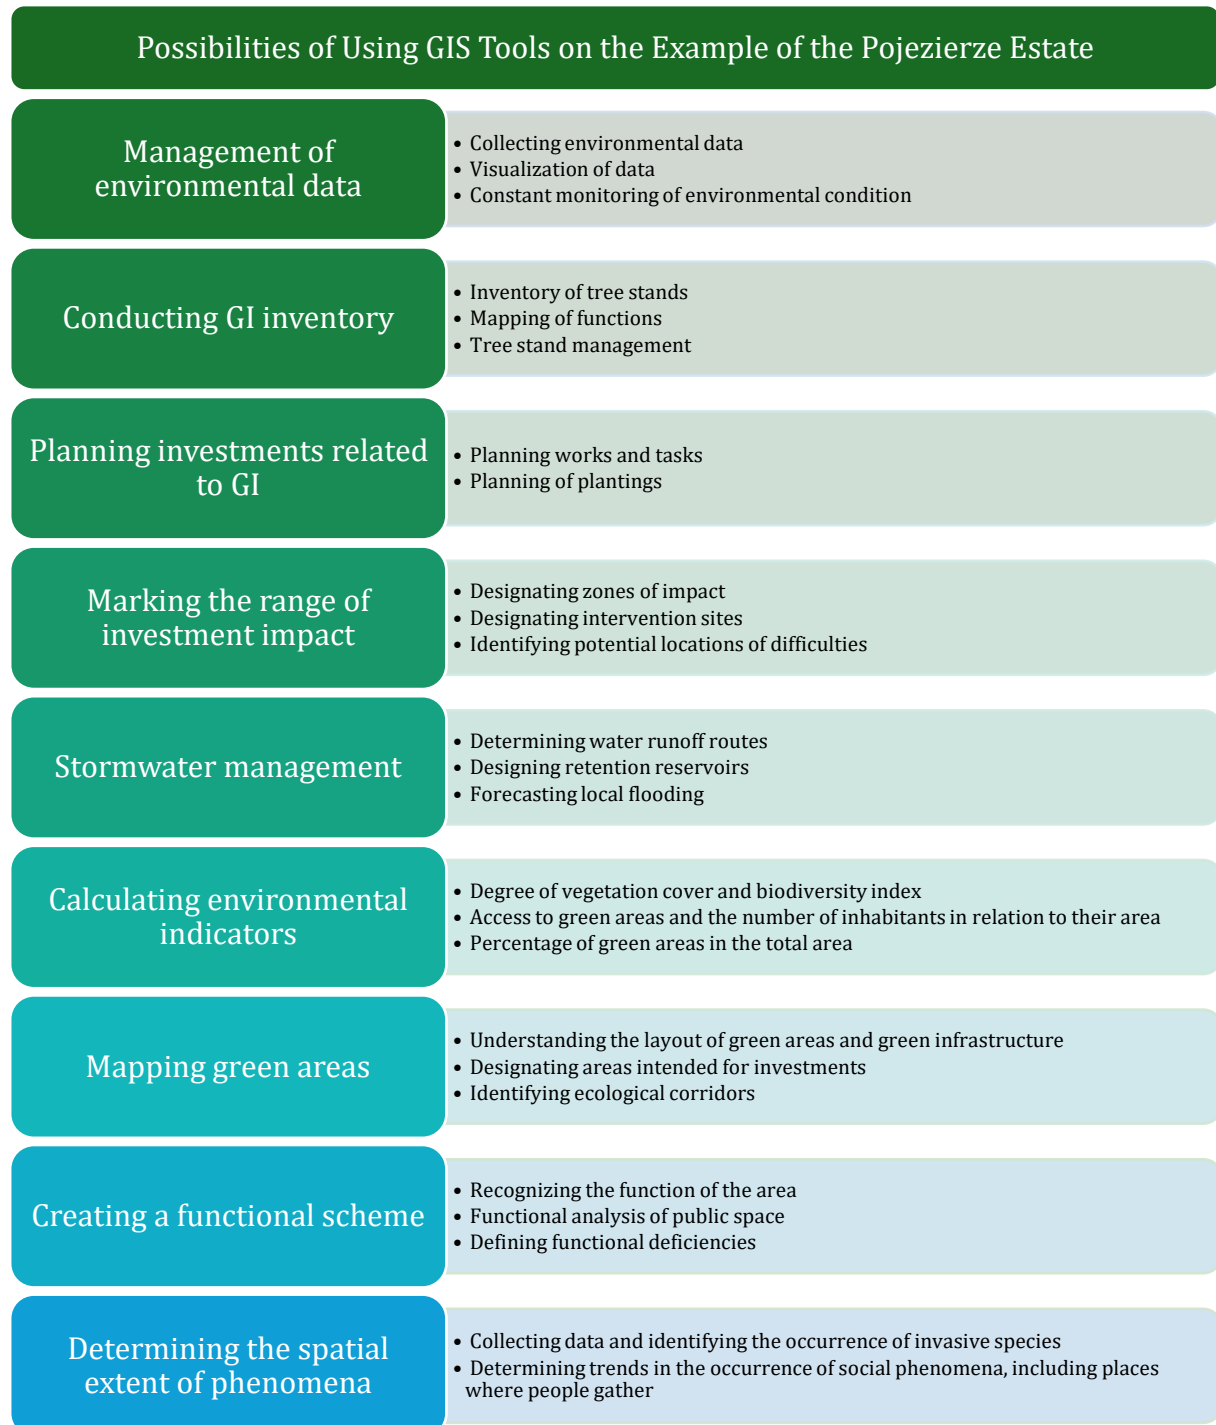 Possibilities of Using GIS Tools on the Example of the Pojezierze Estate
Management of
environmental data
• Collecting environmental data
• Visualization of data
• Constant monitoring of environmental condition
Conducting GI inventory
• Inventory of tree stands
• Mapping of functions
• Tree stand management
Planning investments related
to GI
• Planning works and tasks
• Planning of plantings
Marking the range of
investment impact
• Designating zones of impact
• Designating intervention sites
• Identifying potential locations of difficulties
Stormwater management
• Determining water runoff routes
• Designing retention reservoirs
• Forecasting local flooding
Calculating environmental
indicators
• Degree of vegetation cover and biodiversity index
• Access to green areas and the number of inhabitants in relation to their area
• Percentage of green areas in the total area
Mapping green areas
• Understanding the layout of green areas and green infrastructure
• Designating areas intended for investments
• Identifying ecological corridors
Creating a functional scheme
• Recognizing the function of the area
• Functional analysis of public space
• Defining functional deficiencies
Determining the spatial
extent of phenomena
• Collecting data and identifying the occurrence of invasive species
• Determining trends in the occurrence of social phenomena, including places
where people gather